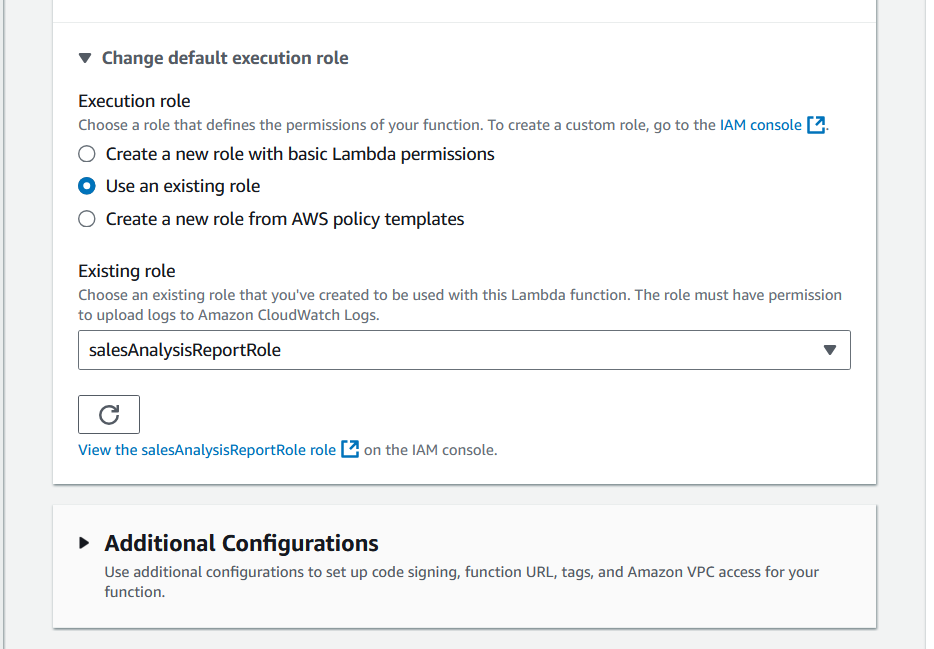 Change default execution role
Execution role
Choose a role that defines the permissions of your function. To create a custom role, go to the IAM console.
Create a new role with basic Lambda permissions
Use an existing role
Create a new role from AWS policy templates
Existing role
Choose an existing role that you've created to be used with this Lambda function. The role must have permission
to upload logs to Amazon CloudWatch Logs.
salesAnalysisReportRole
View the salesAnalysisReportRole role on the IAM console.
Additional Configurations
Use additional configurations to set up code signing, function URL, tags, and Amazon VPC access for your
function.